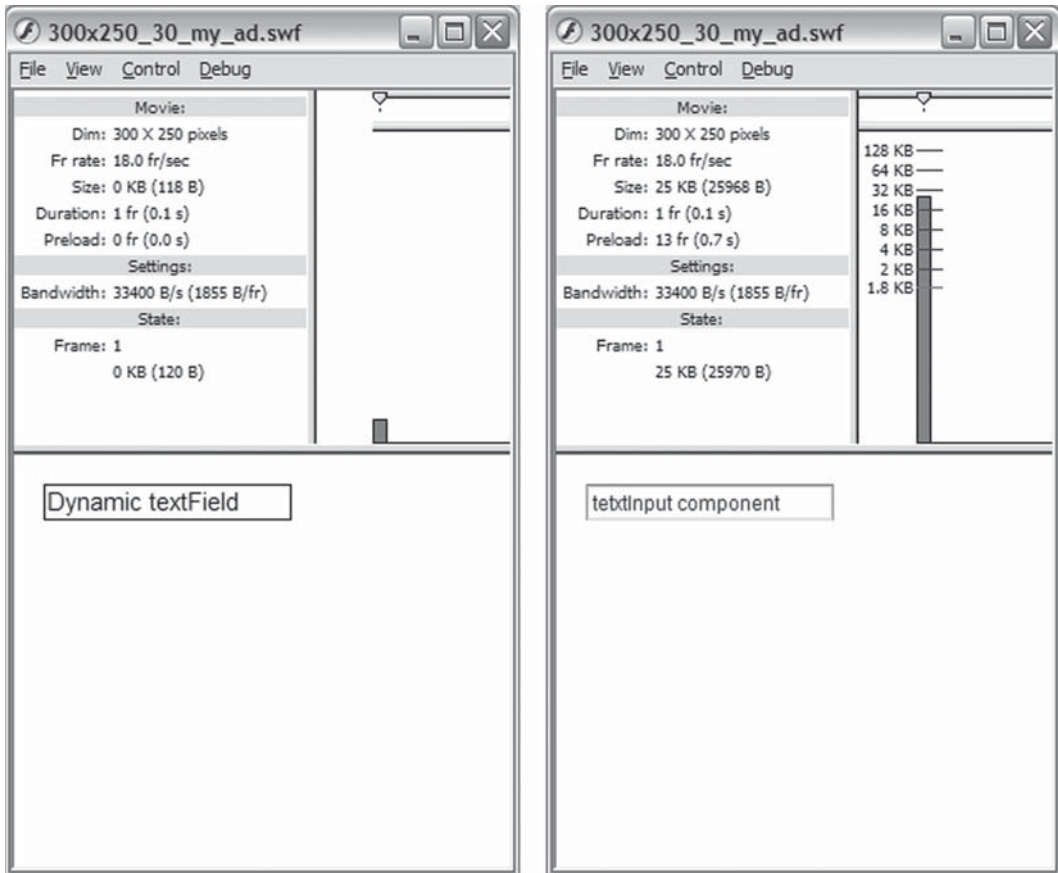 300x250_30_my_ad.swf
File View Control Debug
Movie:
Dim: 300 X 250 pixels
Fr rate: 18.0 fr/sec
Size: 0 KB (118 B)
Duration: 1 fr (0.1 s)
Preload: 0 fr (0.0 s)
Settings:
Bandwidth: 33400 B/s (1855 B/fr)
State:
Frame: 1
0 KB (120 B)
Dynamic textField
300x250_30_my_ad.swf
File View Control Debug
Movie:
Dim: 300 X 250 pixels
Fr rate: 18.0 fr/sec
Size: 25 KB (25968 B)
Duration: 1 fr (0.1 s)
Preload: 13 fr (0.7 s)
Settings:
Bandwidth: 33400 B/s (1855 B/fr)
State:
Frame: 1
25 KB (25970 B)
128 KB
64 KB
32 KB
16 KB
8 KB
4 KB
2 KB
1.8 KB
tetxtInput component